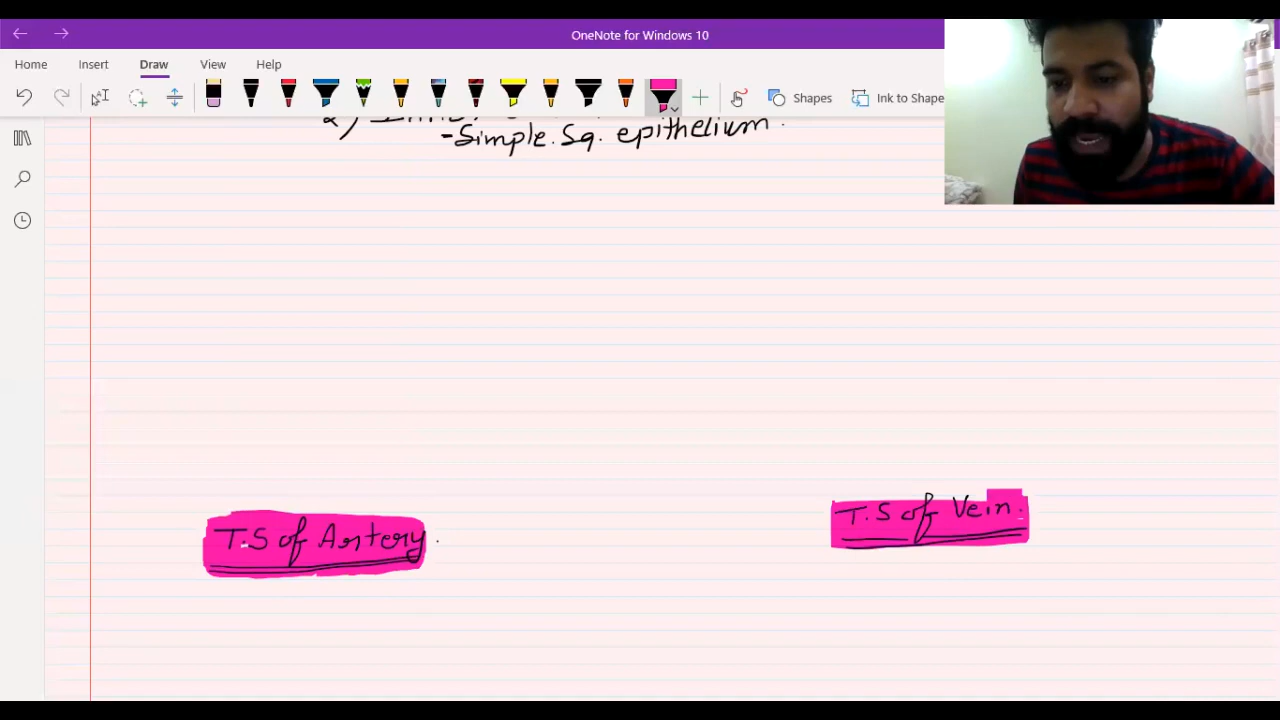 OneNote for Windows 10
Home Insert Draw View Help
Shapes Ink to Shape
2)
-Simple. Sq. epithelium.
T.S of Vein.
T.S of Artery.